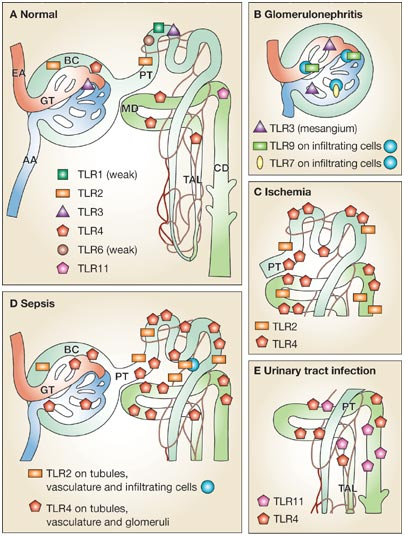 A Normal
BC
PT
EA
GT
MD
AA
TAL
CD
TLR1 (weak)
TLR2
TLR3
TLR4
TLR6 (weak)
TLR11
B Glomerulonephritis
TLR3 (mesangium)
TLR9 on infiltrating cells
TLR7 on infiltrating cells
C Ischemia
PT
TLR2
TLR4
D Sepsis
BC
GT
PT
TLR2 on tubules,
vasculature and infiltrating cells
TLR4 on tubules,
vasculature and glomeruli
E Urinary tract infection
PT
TAL
TLR11
TLR4